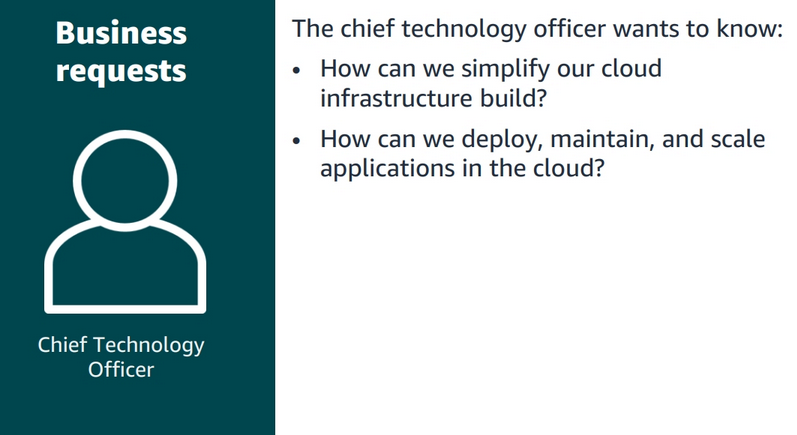 Business
requests
Chief Technology
Officer
The chief technology officer wants to know:
• How can we simplify our cloud
infrastructure build?
• How can we deploy, maintain, and scale
applications in the cloud?